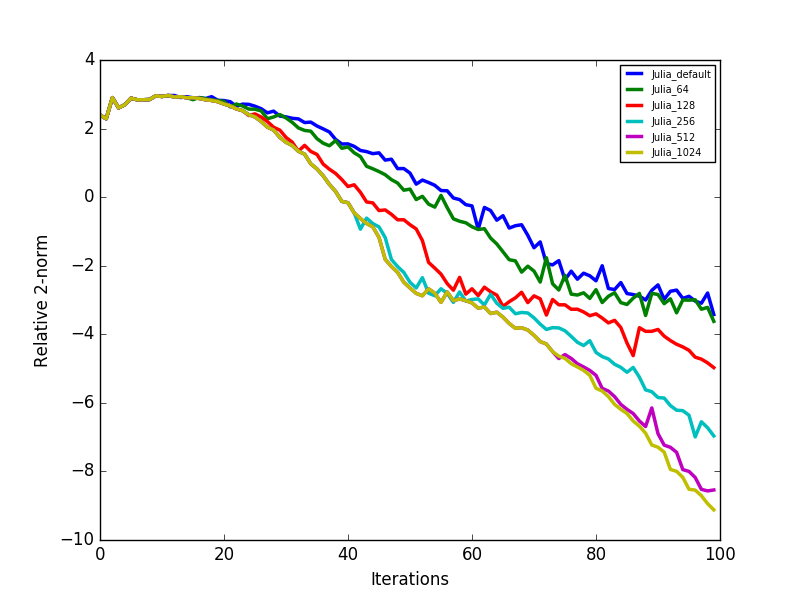 4
2
0
−2
−4
−6
−8
−10
0 20 40 60 80 100
Relative 2-norm
Iterations
Julia_default
Julia_64
Julia_128
Julia_256
Julia_512
Julia_1024